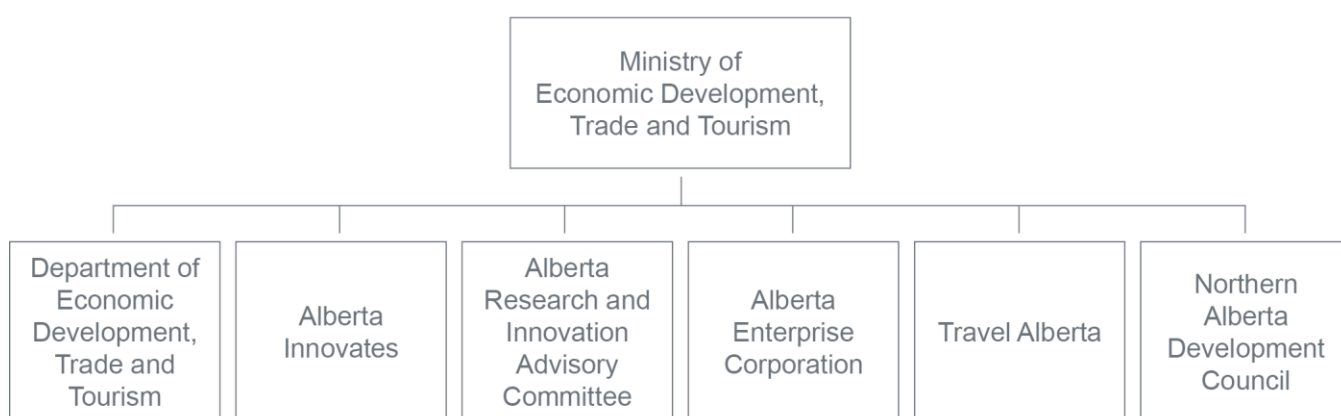 Ministry of
Economic Development,
Trade and Tourism
Department of
Economic
Development,
Trade and
Tourism
Alberta
Innovates
Alberta
Research and
Innovation
Advisory
Committee
Alberta
Enterprise
Corporation
Travel Alberta
Northern
Alberta
Development
Council